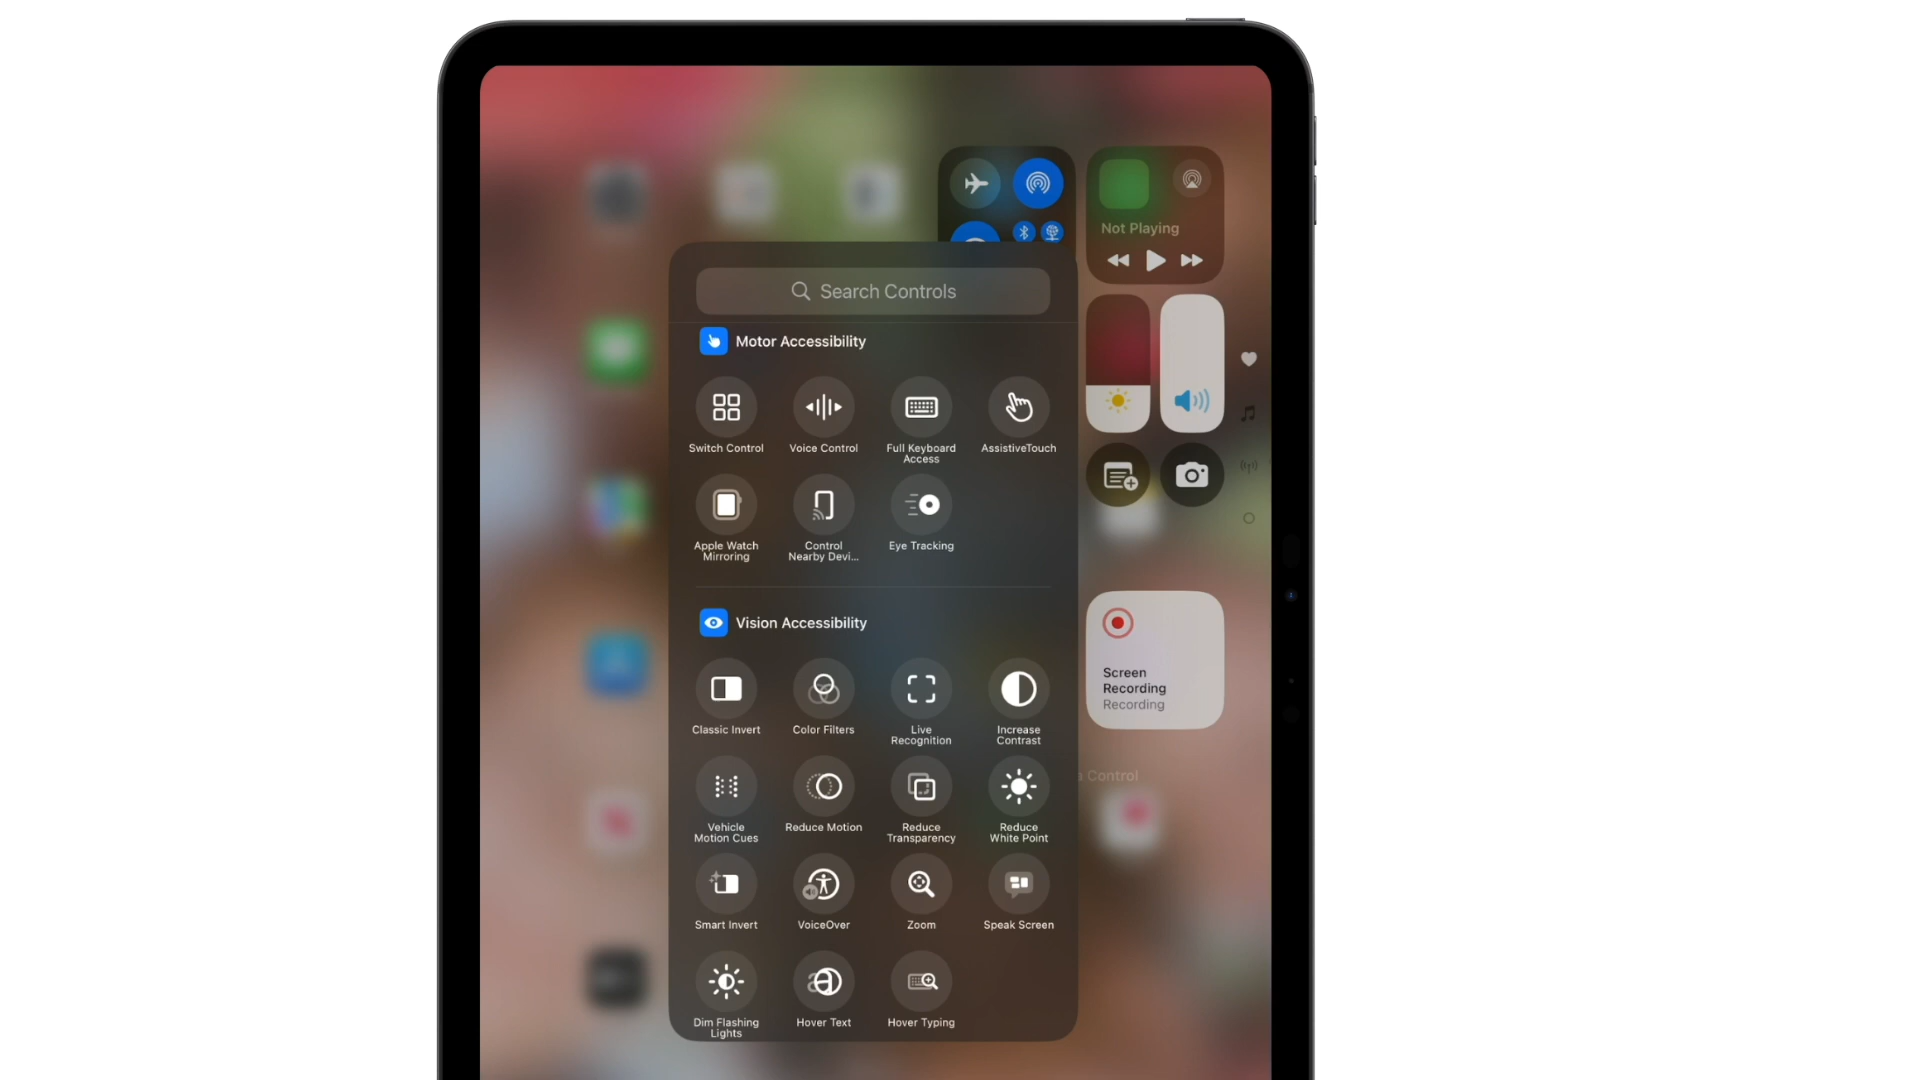 Not Playing
Search Controls
Motor Accessibility
Switch Control
Voice Control
Full Keyboard
Access
AssistiveTouch
Apple Watch
Mirroring
Control
Nearby Devi...
Eye Tracking
Vision Accessibility
Classic Invert
Color Filters
Live
Recognition
Increase
Contrast
Screen
Recording
Recording
Vehicle
Motion Cues
Reduce Motion
Reduce
Transparency
Reduce
White Point
Control
Smart Invert
VoiceOver
Zoom
Speak Screen
Dim Flashing
Lights
Hover Text
Hover Typing